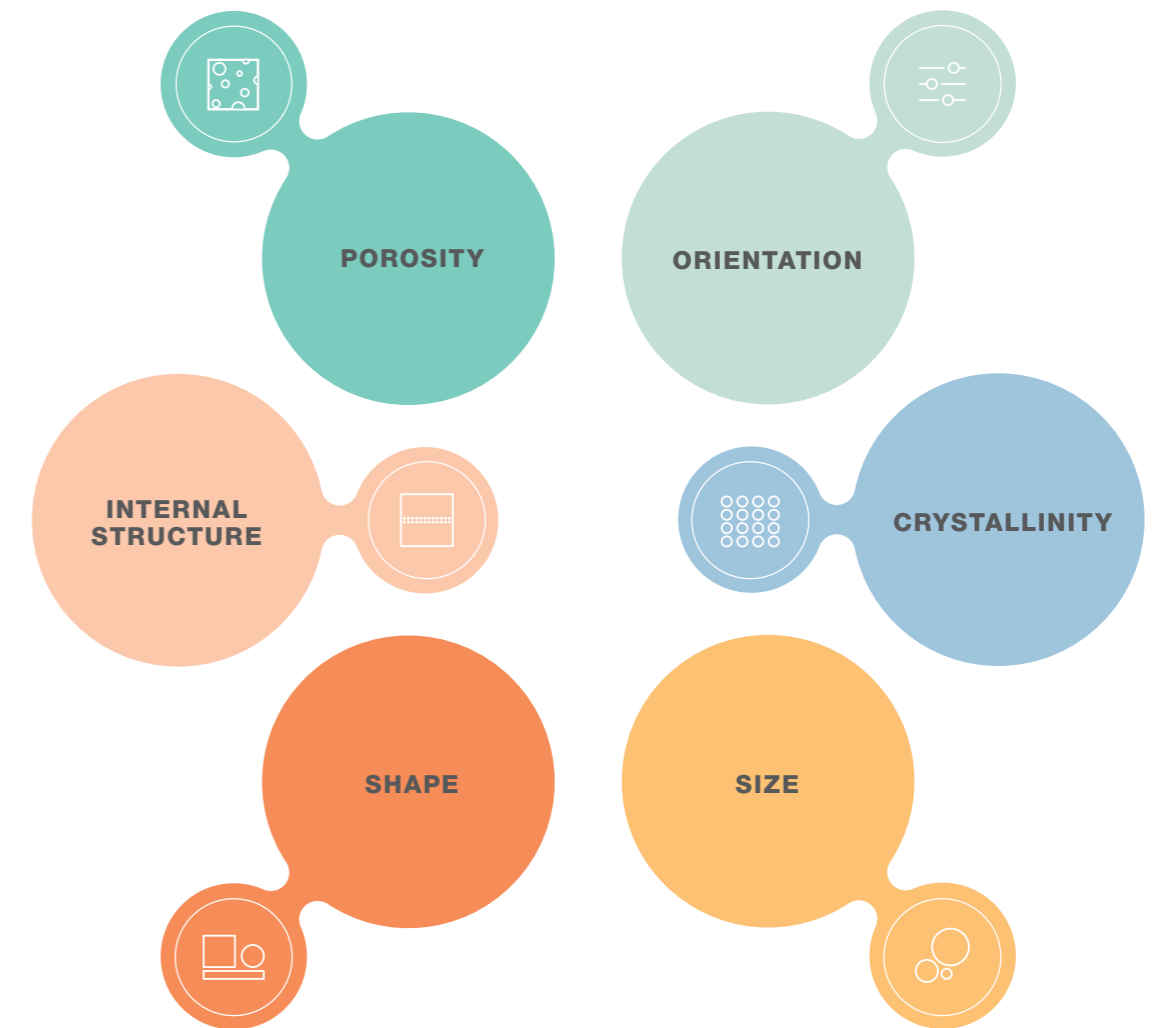 POROSITY
ORIENTATION
INTERNAL
STRUCTURE
CRYSTALLINITY
SHAPE
SIZE